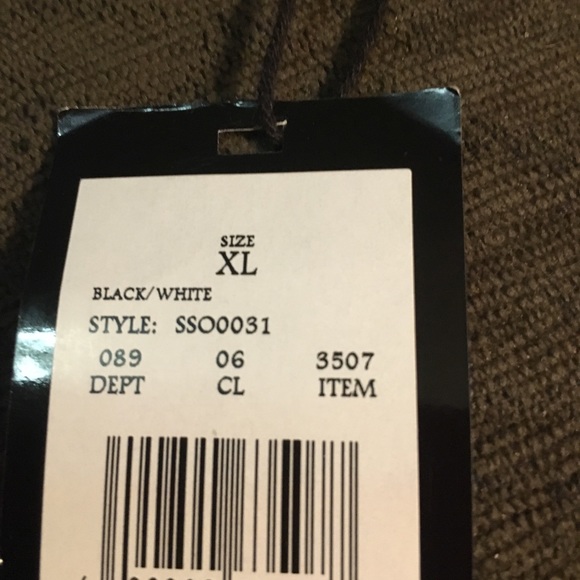 SIZE
XL
BLACK/WHITE
STYLE: SSO0031
089 06 3507
DEPT CL ITEM